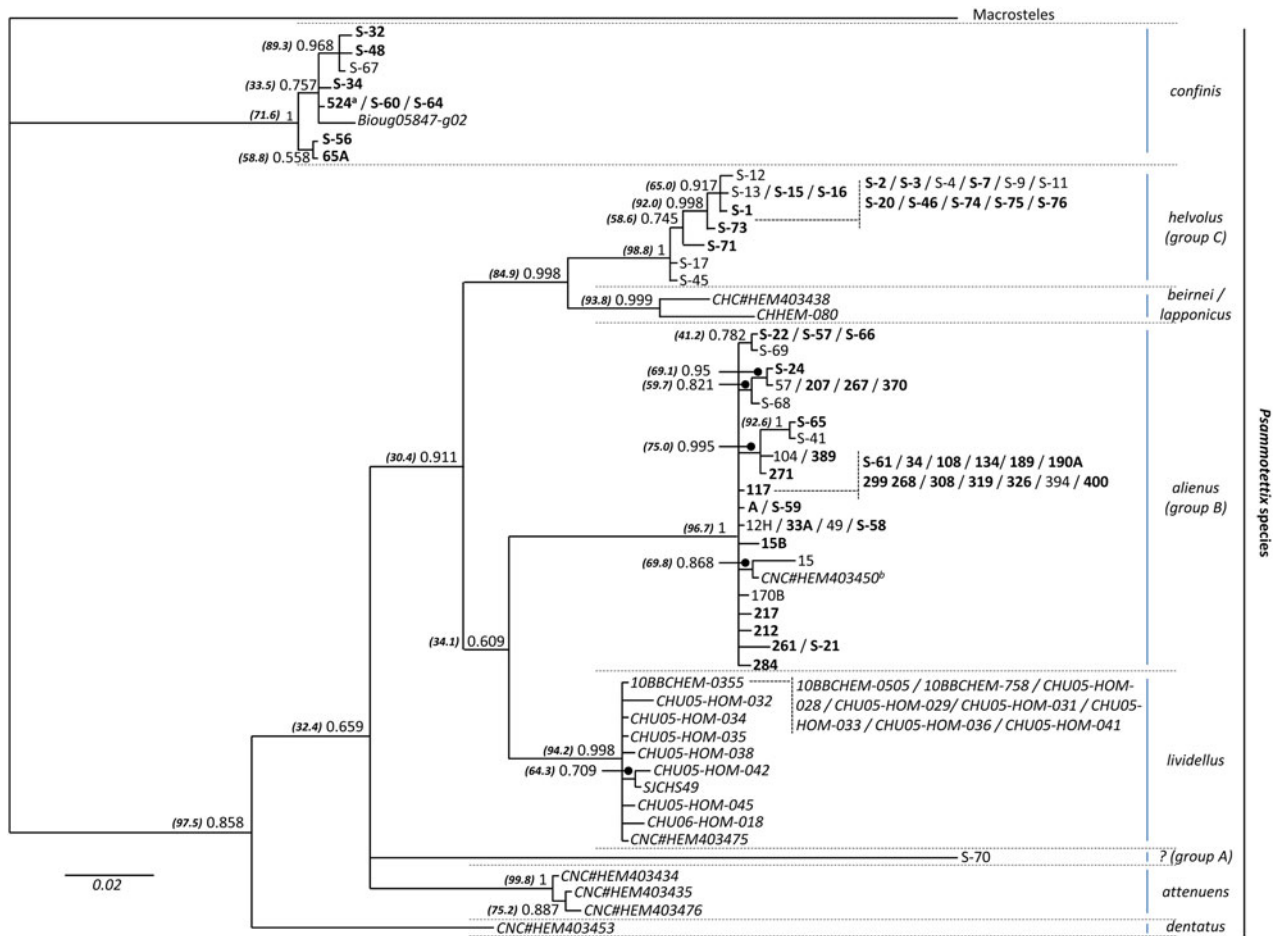 Macrosteles
S-32
(89.3) 0.968
S-48
S-67
(33.5) 0.757
S-34
524ᵃ / S-60 / S-64
confinis
(71.6) 1
Bioug05847-g02
S-56
(58.8) 0.558
65A
S-12
(65.0) 0.917
S-13 / S-15 / S-16
S-2 / S-3 / S-4 / S-7 / S-9 / S-11
(92.0) 0.998
S-1
S-20 / S-46 / S-74 / S-75 / S-76
(58.6) 0.745
S-73
helvolus
(group C)
S-71
(98.8) 1
S-17
S-45
(84.9) 0.998
(93.8) 0.999
CHC#HEM403438
CHHEM-080
beirnei /
lapponicus
(41.2) 0.782
S-22 / S-57 / S-66
S-69
(69.1) 0.95
S-24
(59.7) 0.821
57 / 207 / 267 / 370
S-68
(92.6) 1
S-65
S-41
(75.0) 0.995
104 / 389
271
S-61 / 34 / 108 / 134/ 189 / 190A
299 268 / 308 / 319 / 326 / 394 / 400
117
alienus
(group B)
(30.4) 0.911
A / S-59
(96.7) 1
12H / 33A / 49 / S-58
15B
(69.8) 0.868
15
CNC#HEM403450ᵇ
170B
217
212
(34.1) 0.609
261 / S-21
284
10BBCHEM-0355
10BBCHEM-0505 / 10BBCHEM-758 / CHU05-HOM-
028 / CHU05-HOM-029/ CHU05-HOM-031 / CHU05-
HOM-033 / CHU05-HOM-036 / CHU05-HOM-041
CHU05-HOM-032
CHU05-HOM-034
CHU05-HOM-035
(94.2) 0.998
CHU05-HOM-038
(64.3) 0.709
CHU05-HOM-042
SJCHS49
CHU05-HOM-045
CHU06-HOM-018
CNC#HEM403475
lividellus
(32.4) 0.659
S-70
? (group A)
(97.5) 0.858
(99.8) 1
CNC#HEM403434
CNC#HEM403435
(75.2) 0.887
CNC#HEM403476
attenuens
CNC#HEM403453
dentatus
0.02
Psammotettix species